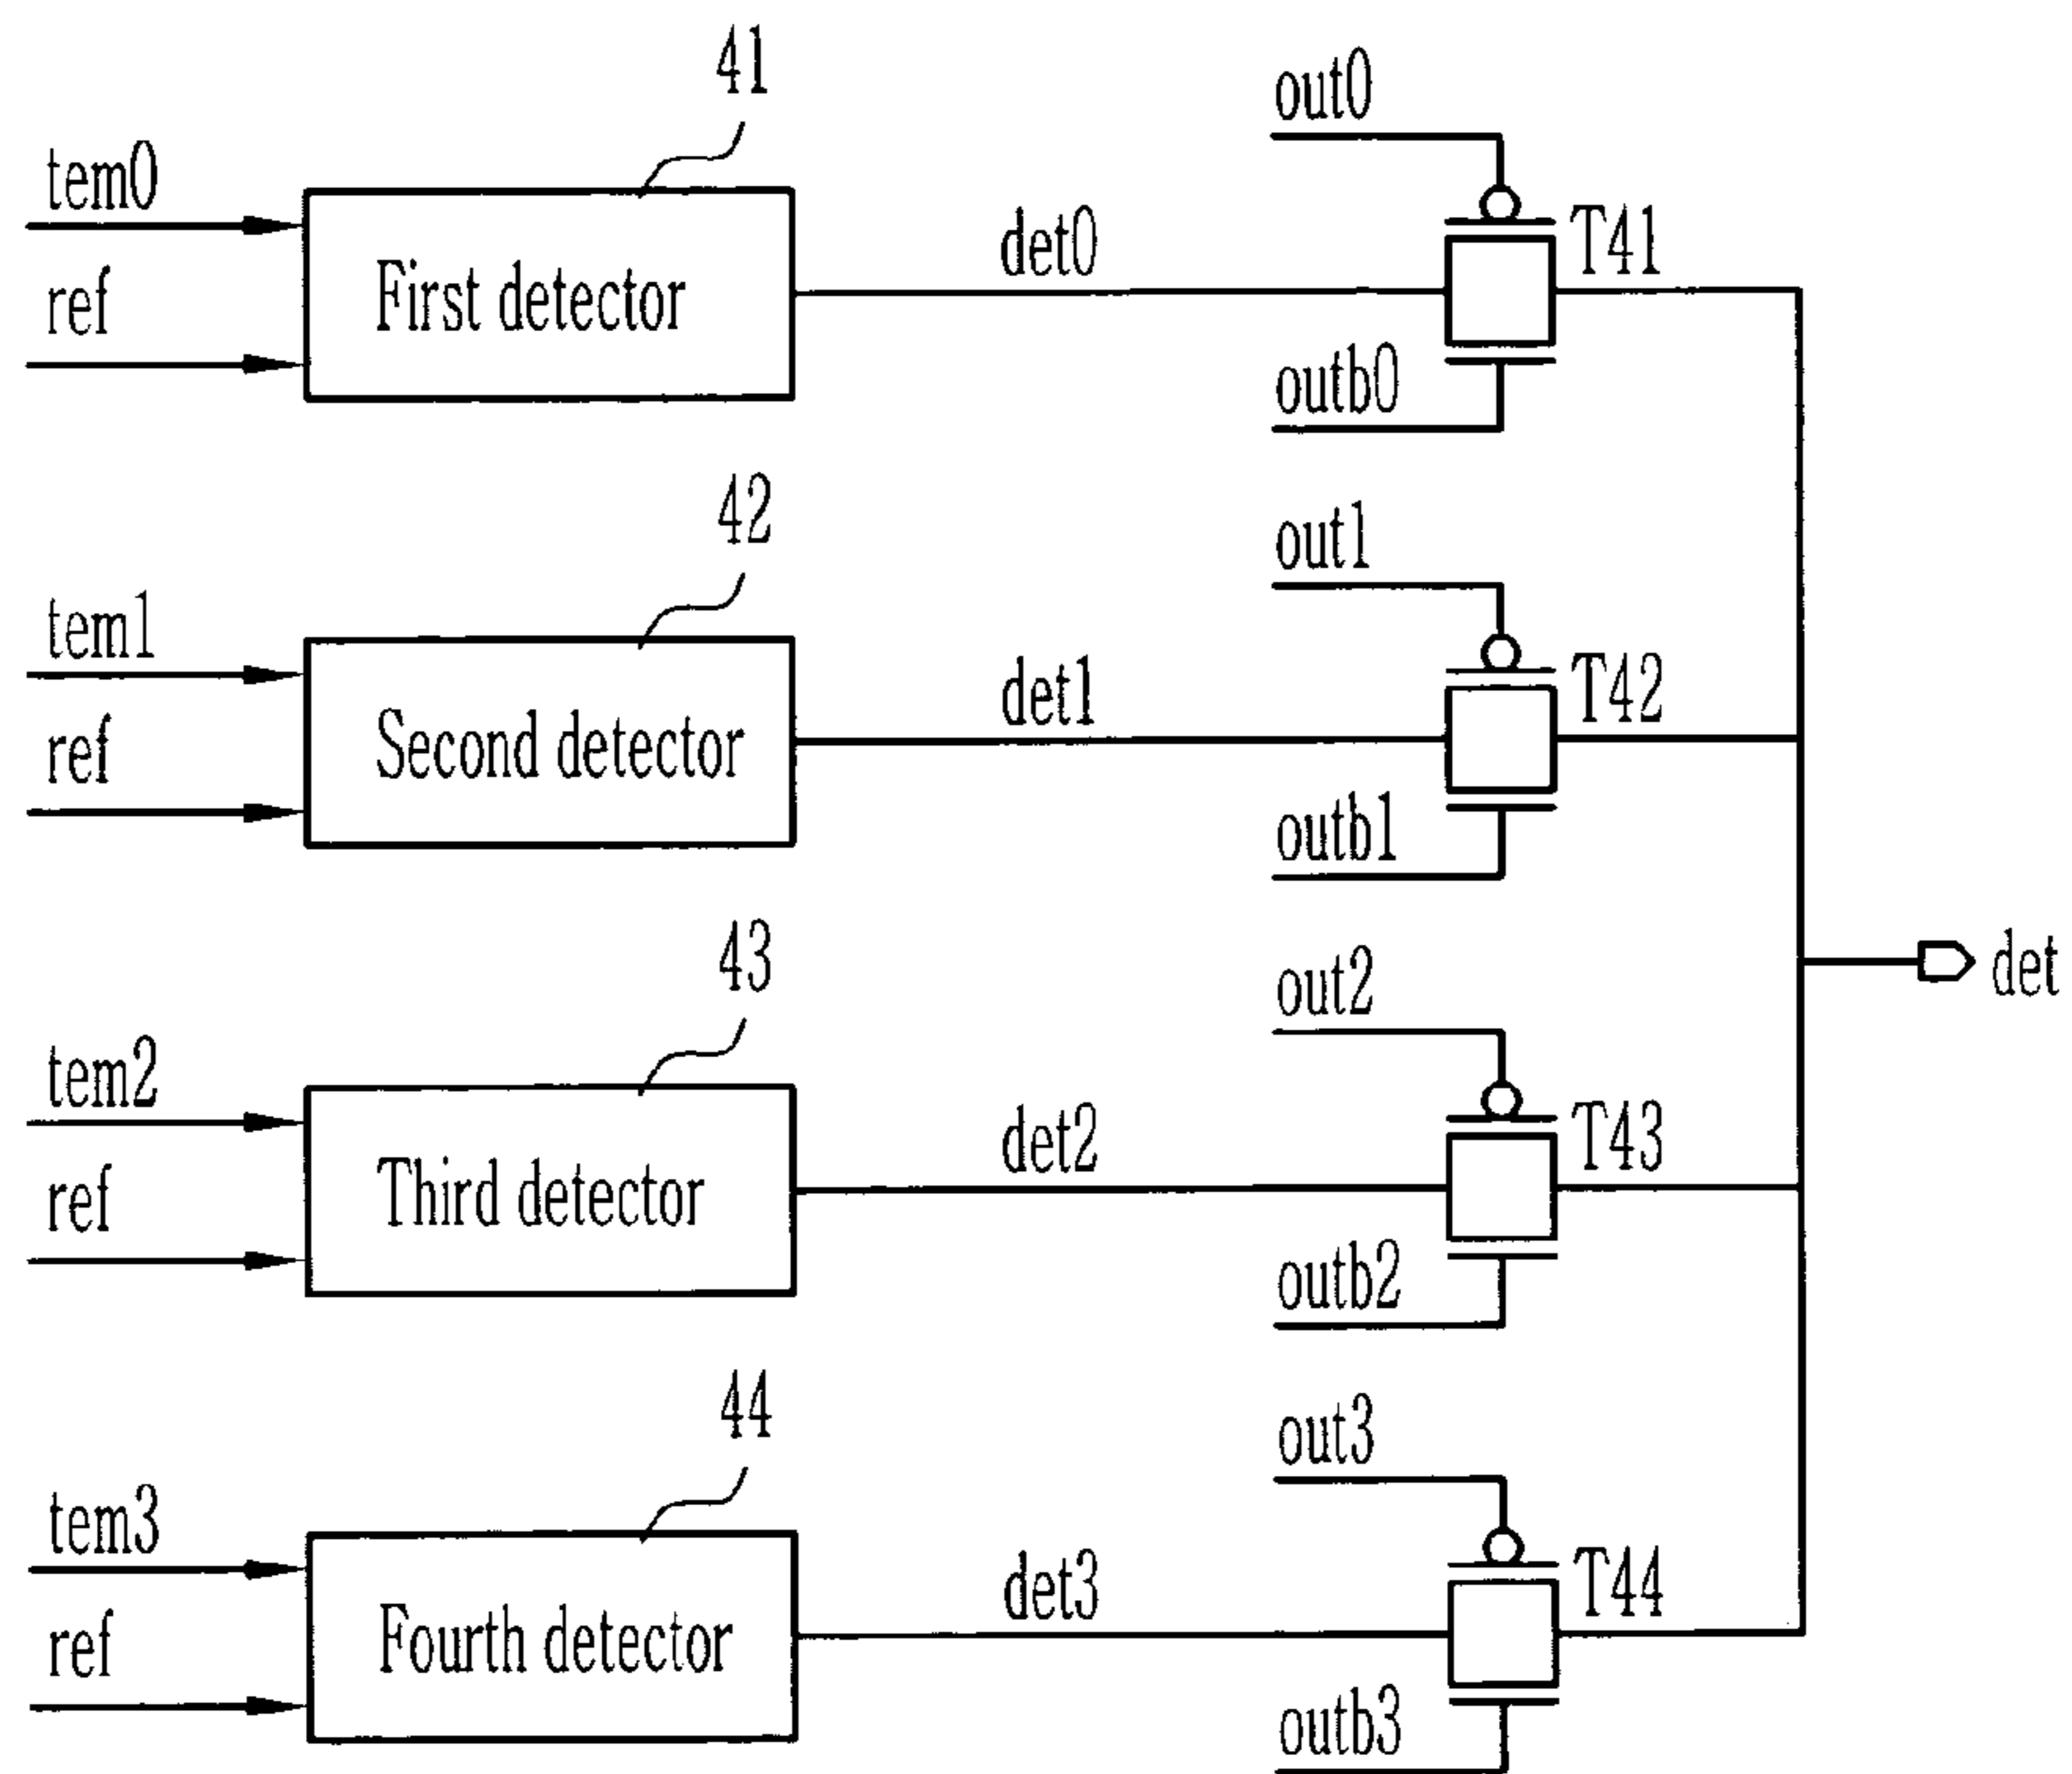 41
out0
tem0
ref
First detector
det0
T41
outb0
42
out1
tem1
ref
Second detector
det1
T42
outb1
43
out2
det
tem2
ref
Third detector
det2
T43
outb2
44
out3
tem3
ref
Fourth detector
det3
T44
outb3